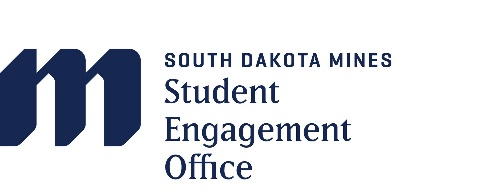 SOUTH DAKOTA MINES
Student
Engagement
Office